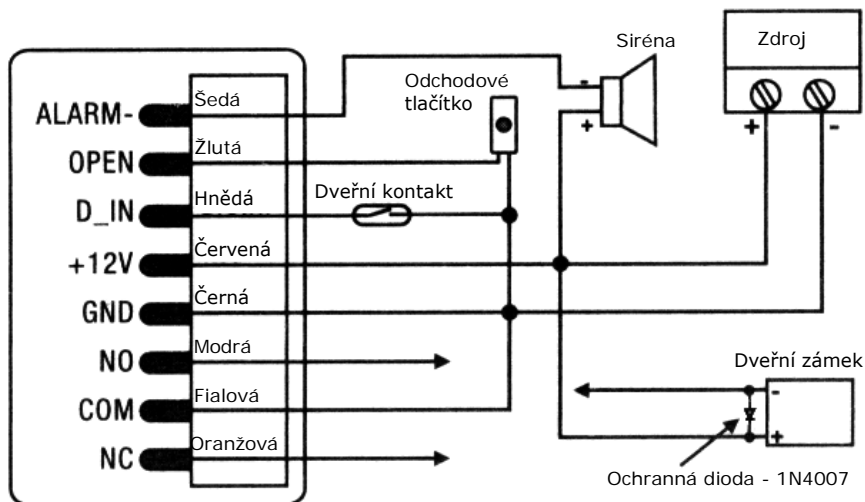 Siréna
Zdroj
Odchodové
tlačítko
+
-
-
+
ALARM-
Šedá
OPEN
Žlutá
D_IN
Hnědá
Dveřní kontakt
+12V
Červená
GND
Černá
NO
Modrá
Dveřní zámek
-
+
COM
Fialová
NC
Oranžová
Ochranná dioda - 1N4007